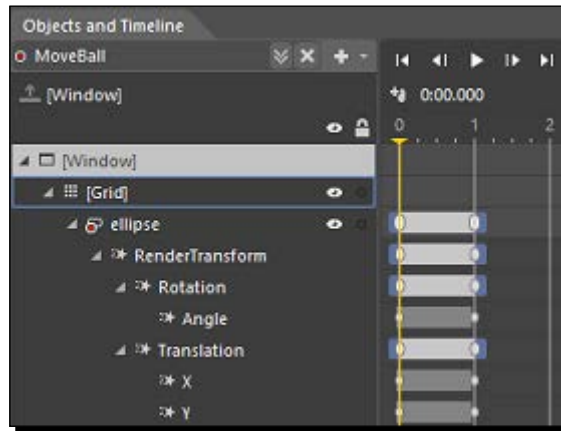 Objects and Timeline
MoveBall
[Window]
0:00.000
0 1 2
[Window]
[Grid]
ellipse
RenderTransform
Rotation
Angle
Translation
X
Y